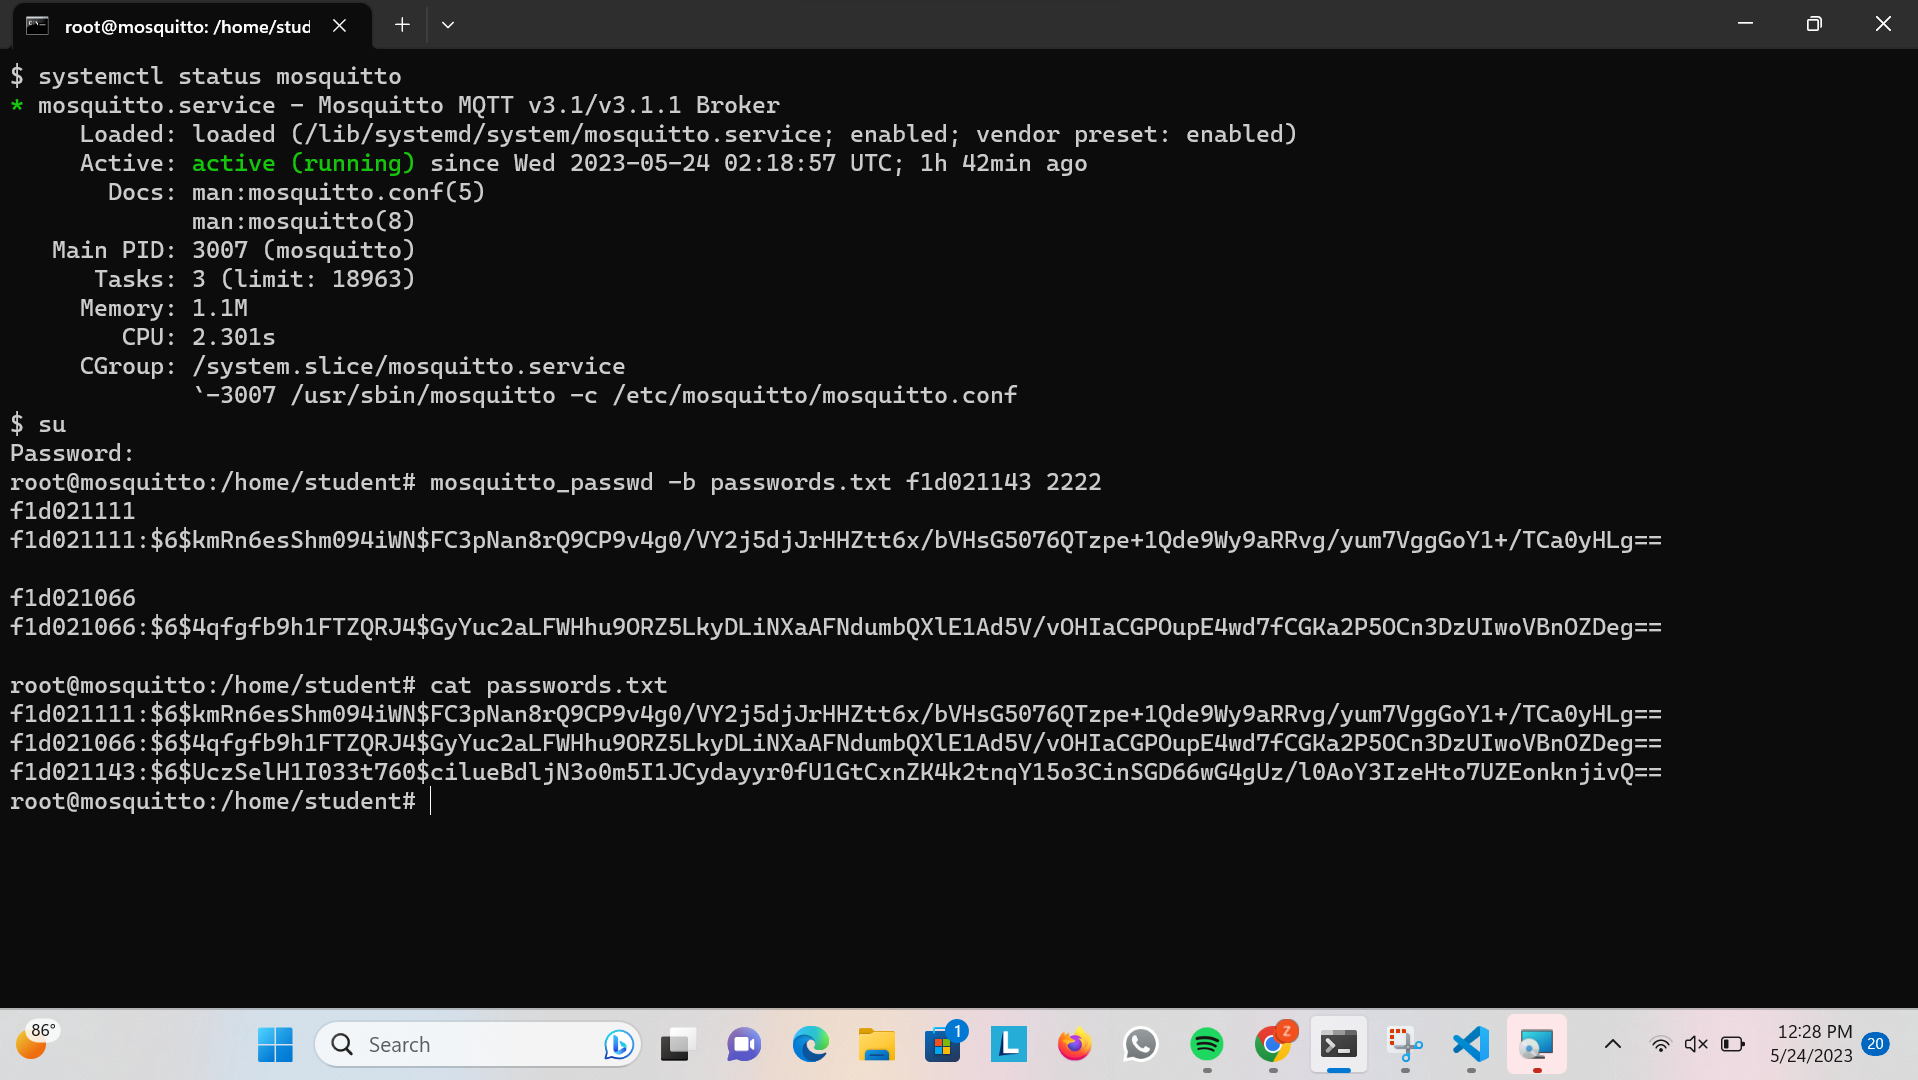 root@mosquitto: /home/stud
$ systemctl status mosquitto
* mosquitto.service - Mosquitto MQTT v3.1/v3.1.1 Broker
Loaded: loaded (/lib/systemd/system/mosquitto.service; enabled; vendor preset: enabled)
Active: active (running) since Wed 2023-05-24 02:18:57 UTC; 1h 42min ago
Docs: man:mosquitto.conf(5)
man:mosquitto(8)
Main PID: 3007 (mosquitto)
Tasks: 3 (limit: 18963)
Memory: 1.1M
CPU: 2.301s
CGroup: /system.slice/mosquitto.service
`-3007 /usr/sbin/mosquitto -c /etc/mosquitto/mosquitto.conf
$ su
Password:
root@mosquitto:/home/student# mosquitto_passwd -b passwords.txt f1d021143 2222
f1d021111
f1d021111:$6$kmRn6esShm094iWN$FC3pNan8rQ9CP9v4g0/VY2j5djJrHHZtt6x/bVHsG5076QTzpe+1Qde9Wy9aRRvg/yum7VggGoY1+/TCa0yHLg==
f1d021066
f1d021066:$6$4qfgfb9h1FTZQRJ4$GyYuc2aLFWHhu9ORZ5LkyDLiNXaAFNdumbQXlE1Ad5V/vOHIaCGPOupE4wd7fCGKa2P5OCn3DzUIwoVBnOZDeg==
root@mosquitto:/home/student# cat passwords.txt
f1d021111:$6$kmRn6esShm094iWN$FC3pNan8rQ9CP9v4g0/VY2j5djJrHHZtt6x/bVHsG5076QTzpe+1Qde9Wy9aRRvg/yum7VggGoY1+/TCa0yHLg==
f1d021066:$6$4qfgfb9h1FTZQRJ4$GyYuc2aLFWHhu9ORZ5LkyDLiNXaAFNdumbQXlE1Ad5V/vOHIaCGPOupE4wd7fCGKa2P5OCn3DzUIwoVBnOZDeg==
f1d021143:$6$UczSelH1I033t760$cilueBdljN3o0m5I1JCydayyr0fU1GtCxnZK4k2tnqY15o3CinSGD66wG4gUz/l0AoY3IzeHto7UZEonknjivQ==
root@mosquitto:/home/student#
86°
Search
1
L
Z
12:28 PM
5/24/2023
20